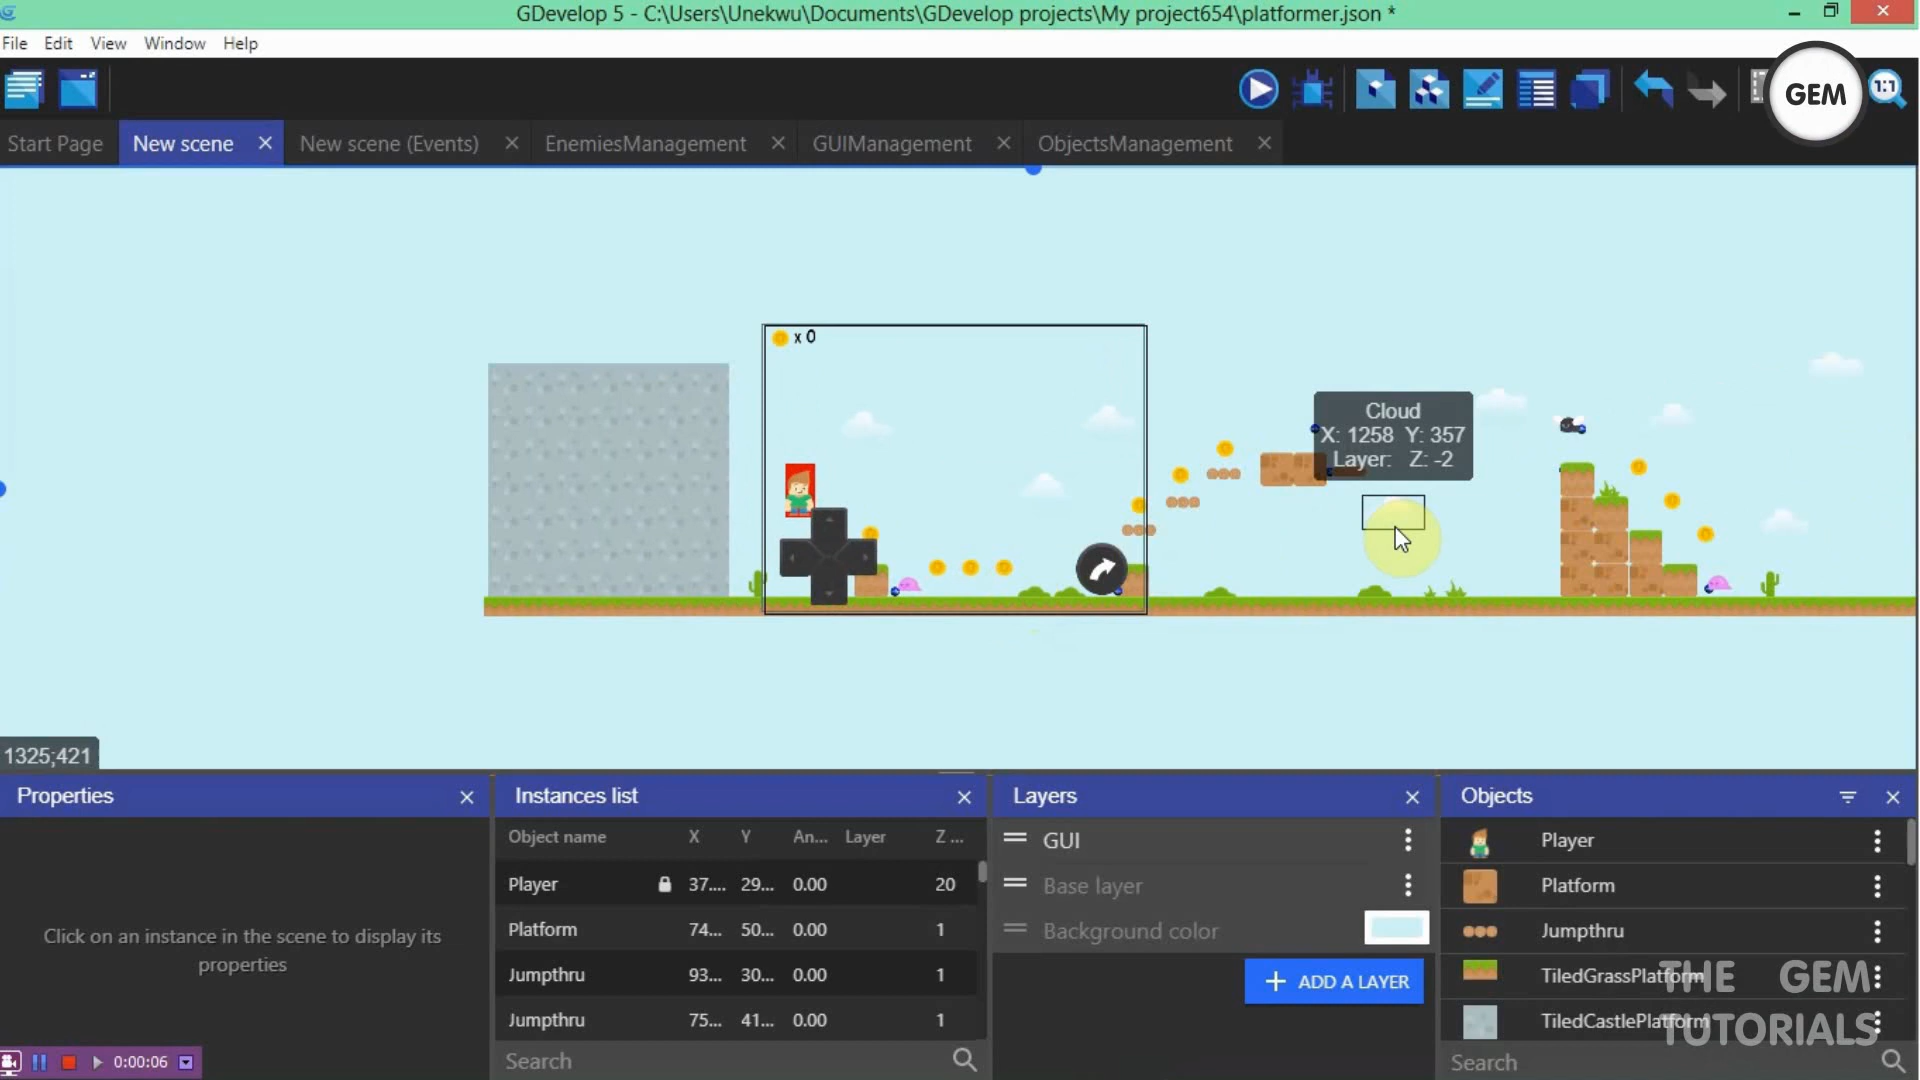 GDevelop 5 - C:\Users\Unekwu\Documents\GDevelop projects\My project654\platformer.json *
File Edit View Window Help
1:1
GEM
Start Page New scene New scene (Events) EnemiesManagement GUIManagement ObjectsManagement
x 0
Cloud
X: 1258 Y: 357
Layer: Z: -2
1325;421
Properties
Click on an instance in the scene to display its
properties
Instances list
Object name X Y An... Layer Z ...
Player 37.... 29... 0.00 20
Platform 74... 50... 0.00 1
Jumpthru 93... 30... 0.00 1
Jumpthru 75... 41... 0.00 1
Search
Layers
GUI
Base layer
Background color
ADD A LAYER
Objects
Player
Platform
Jumpthru
TiledGrassPlatform
TiledCastlePlatform
Search
THE GEM
TUTORIALS
0:00:06